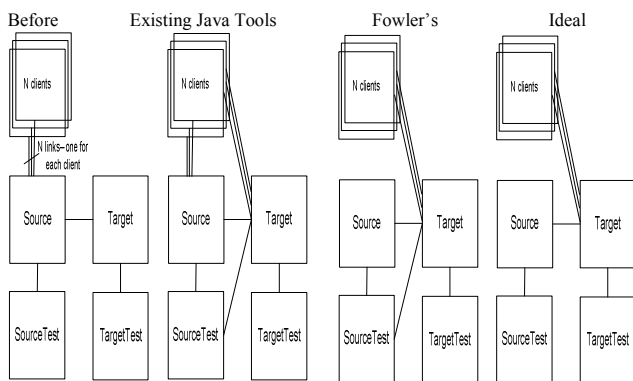 Before Existing Java Tools Fowler's Ideal
N clients N clients N clients N clients
N links–one for
each client
Source Target Source Target Source Target Source Target
SourceTest TargetTest SourceTest TargetTest SourceTest TargetTest SourceTest TargetTest